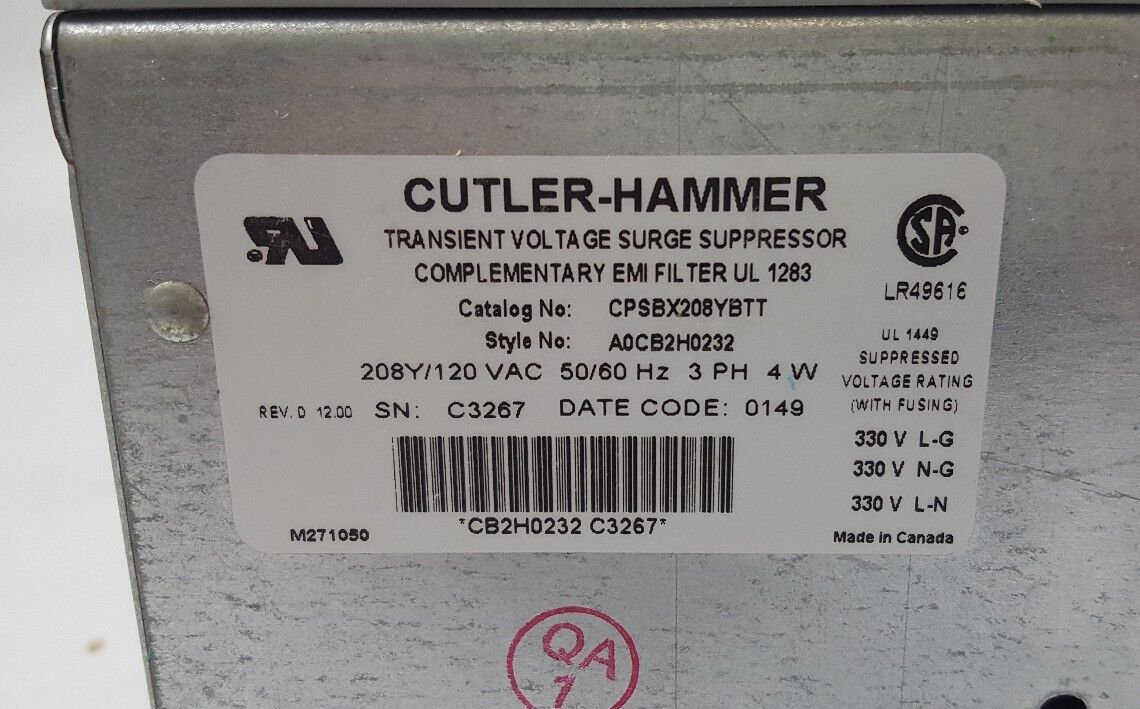 CUTLER-HAMMER
TRANSIENT VOLTAGE SURGE SUPPRESSOR
COMPLEMENTARY EMI FILTER UL 1283
Catalog No: CPSBX208YBTT
Style No: A0CB2H0232
208Y/120 VAC 50/60 Hz 3 PH 4 W
REV. D 12.00 SN: C3267 DATE CODE: 0149
*CB2H0232 C3267*
M271050
SA
LR49616
UL 1449
SUPPRESSED
VOLTAGE RATING
(WITH FUSING)
330 V L-G
330 V N-G
330 V L-N
Made in Canada
QA
7